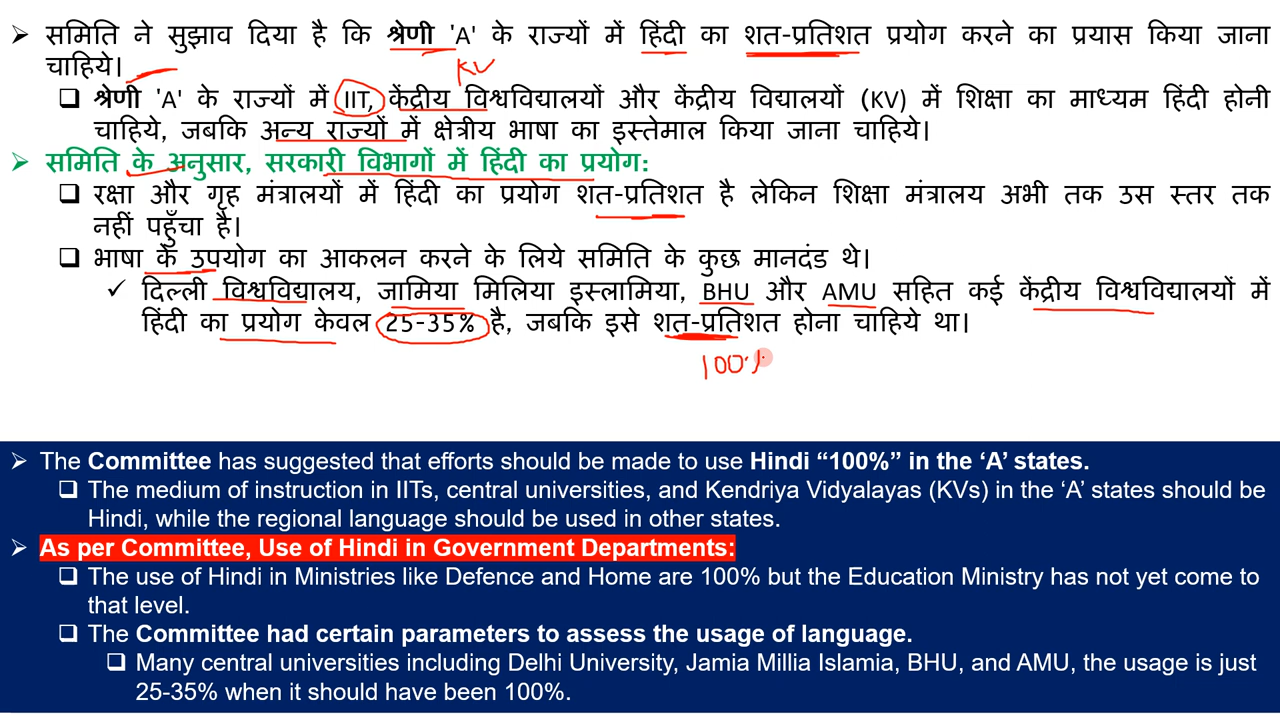 ➢ समिति ने सुझाव दिया है कि श्रेणी 'A' के राज्यों में हिंदी का शत-प्रतिशत प्रयोग करने का प्रयास किया जाना
चाहिये।
KV
❑ श्रेणी 'A' के राज्यों में IIT, केंद्रीय विश्वविद्यालयों और केंद्रीय विद्यालयों (KV) में शिक्षा का माध्यम हिंदी होनी
चाहिये, जबकि अन्य राज्यों में क्षेत्रीय भाषा का इस्तेमाल किया जाना चाहिये।
➢ समिति के अनुसार, सरकारी विभागों में हिंदी का प्रयोग:
❑ रक्षा और गृह मंत्रालयों में हिंदी का प्रयोग शत-प्रतिशत है लेकिन शिक्षा मंत्रालय अभी तक उस स्तर तक
नहीं पहुँचा है।
❑ भाषा के उपयोग का आकलन करने के लिये समिति के कुछ मानदंड थे।
✓ दिल्ली विश्वविद्यालय, जामिया मिलिया इस्लामिया, BHU और AMU सहित कई केंद्रीय विश्वविद्यालयों में
हिंदी का प्रयोग केवल 25-35% है, जबकि इसे शत-प्रतिशत होना चाहिये था।
100%
➢ The Committee has suggested that efforts should be made to use Hindi “100%” in the ‘A’ states.
❑ The medium of instruction in IITs, central universities, and Kendriya Vidyalayas (KVs) in the ‘A’ states should be
Hindi, while the regional language should be used in other states.
➢ As per Committee, Use of Hindi in Government Departments:
❑ The use of Hindi in Ministries like Defence and Home are 100% but the Education Ministry has not yet come to
that level.
❑ The Committee had certain parameters to assess the usage of language.
❑ Many central universities including Delhi University, Jamia Millia Islamia, BHU, and AMU, the usage is just
25-35% when it should have been 100%.